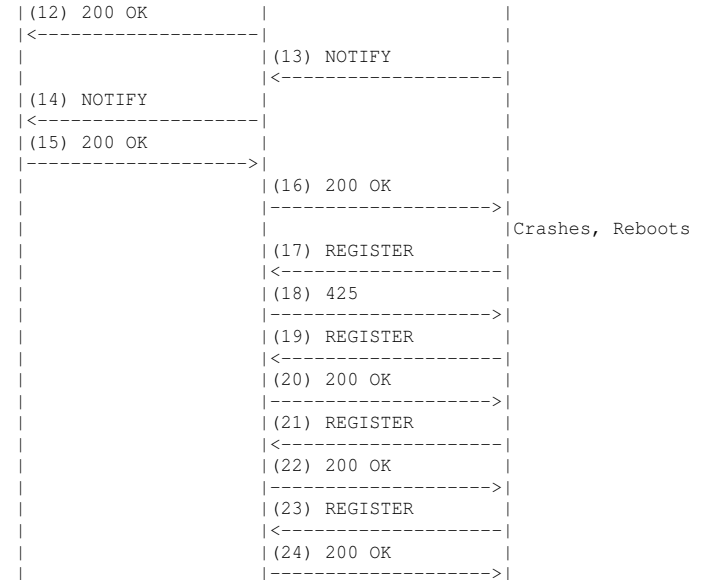 (12) 200 OK
(13) NOTIFY
(14) NOTIFY
(15) 200 OK
(16) 200 OK
Crashes, Reboots
(17) REGISTER
(18) 425
(19) REGISTER
(20) 200 OK
(21) REGISTER
(22) 200 OK
(23) REGISTER
(24) 200 OK